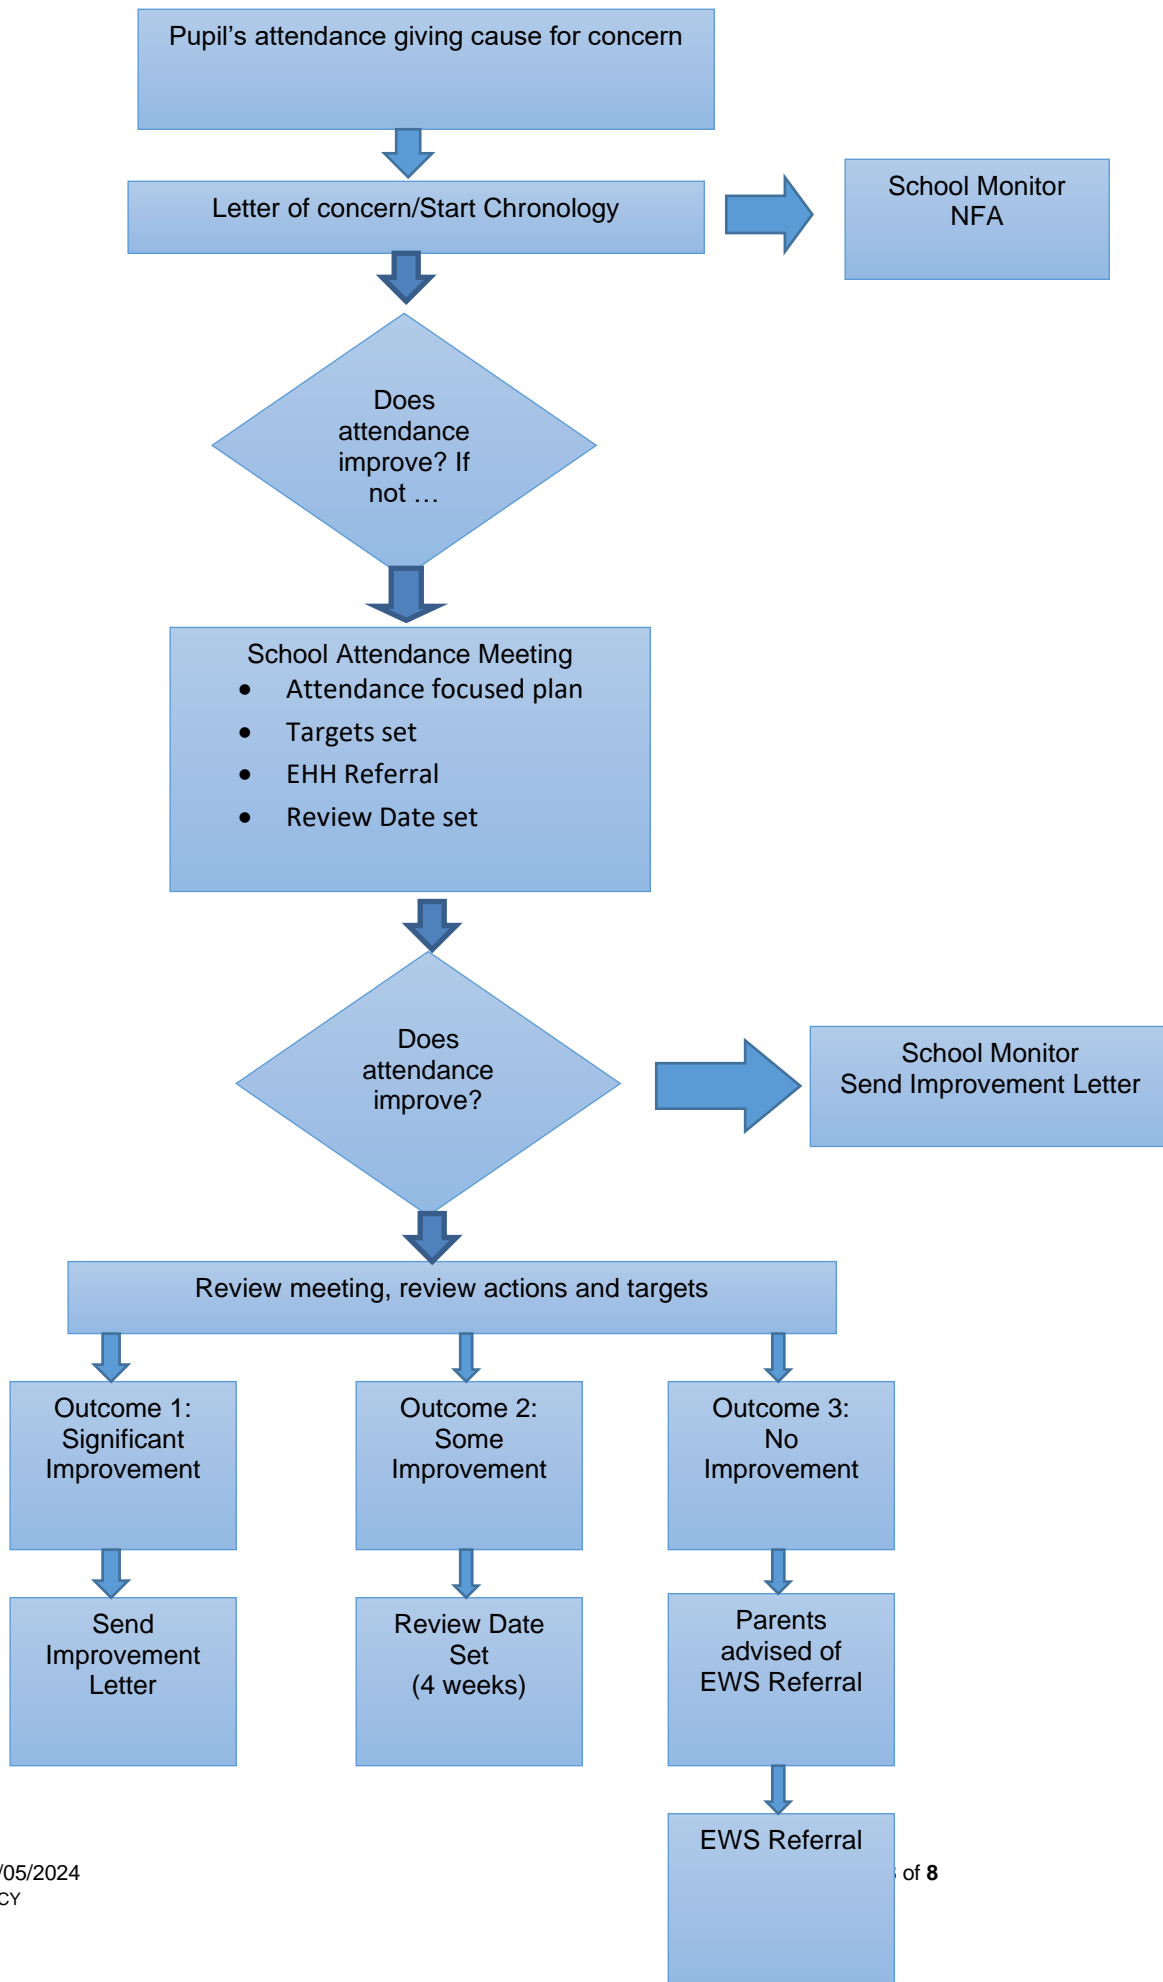 Pupil's attendance giving cause for concern
Letter of concern/Start Chronology
School Monitor
NFA
Does
attendance
improve? If
not …
School Attendance Meeting
• Attendance focused plan
• Targets set
• EHH Referral
• Review Date set
Does
attendance
improve?
School Monitor
Send Improvement Letter
Review meeting, review actions and targets
Outcome 1:
Significant
Improvement
Outcome 2:
Some
Improvement
Outcome 3:
No
Improvement
Send
Improvement
Letter
Review Date
Set
(4 weeks)
Parents
advised of
EWS Referral
EWS Referral
/05/2024
of 8
CY